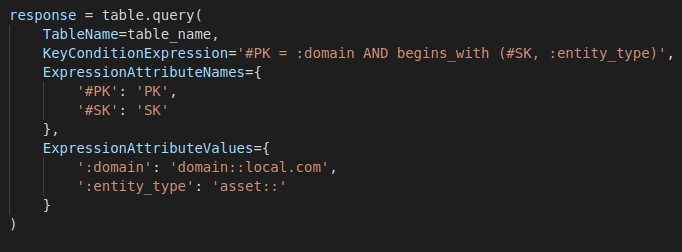 response = table.query(
    TableName=table_name,
    KeyConditionExpression='#PK = :domain AND begins_with (#SK, :entity_type)',
    ExpressionAttributeNames={
        '#PK': 'PK',
        '#SK': 'SK'
    },
    ExpressionAttributeValues={
        ':domain': 'domain::local.com',
        ':entity_type': 'asset::'
    }
)